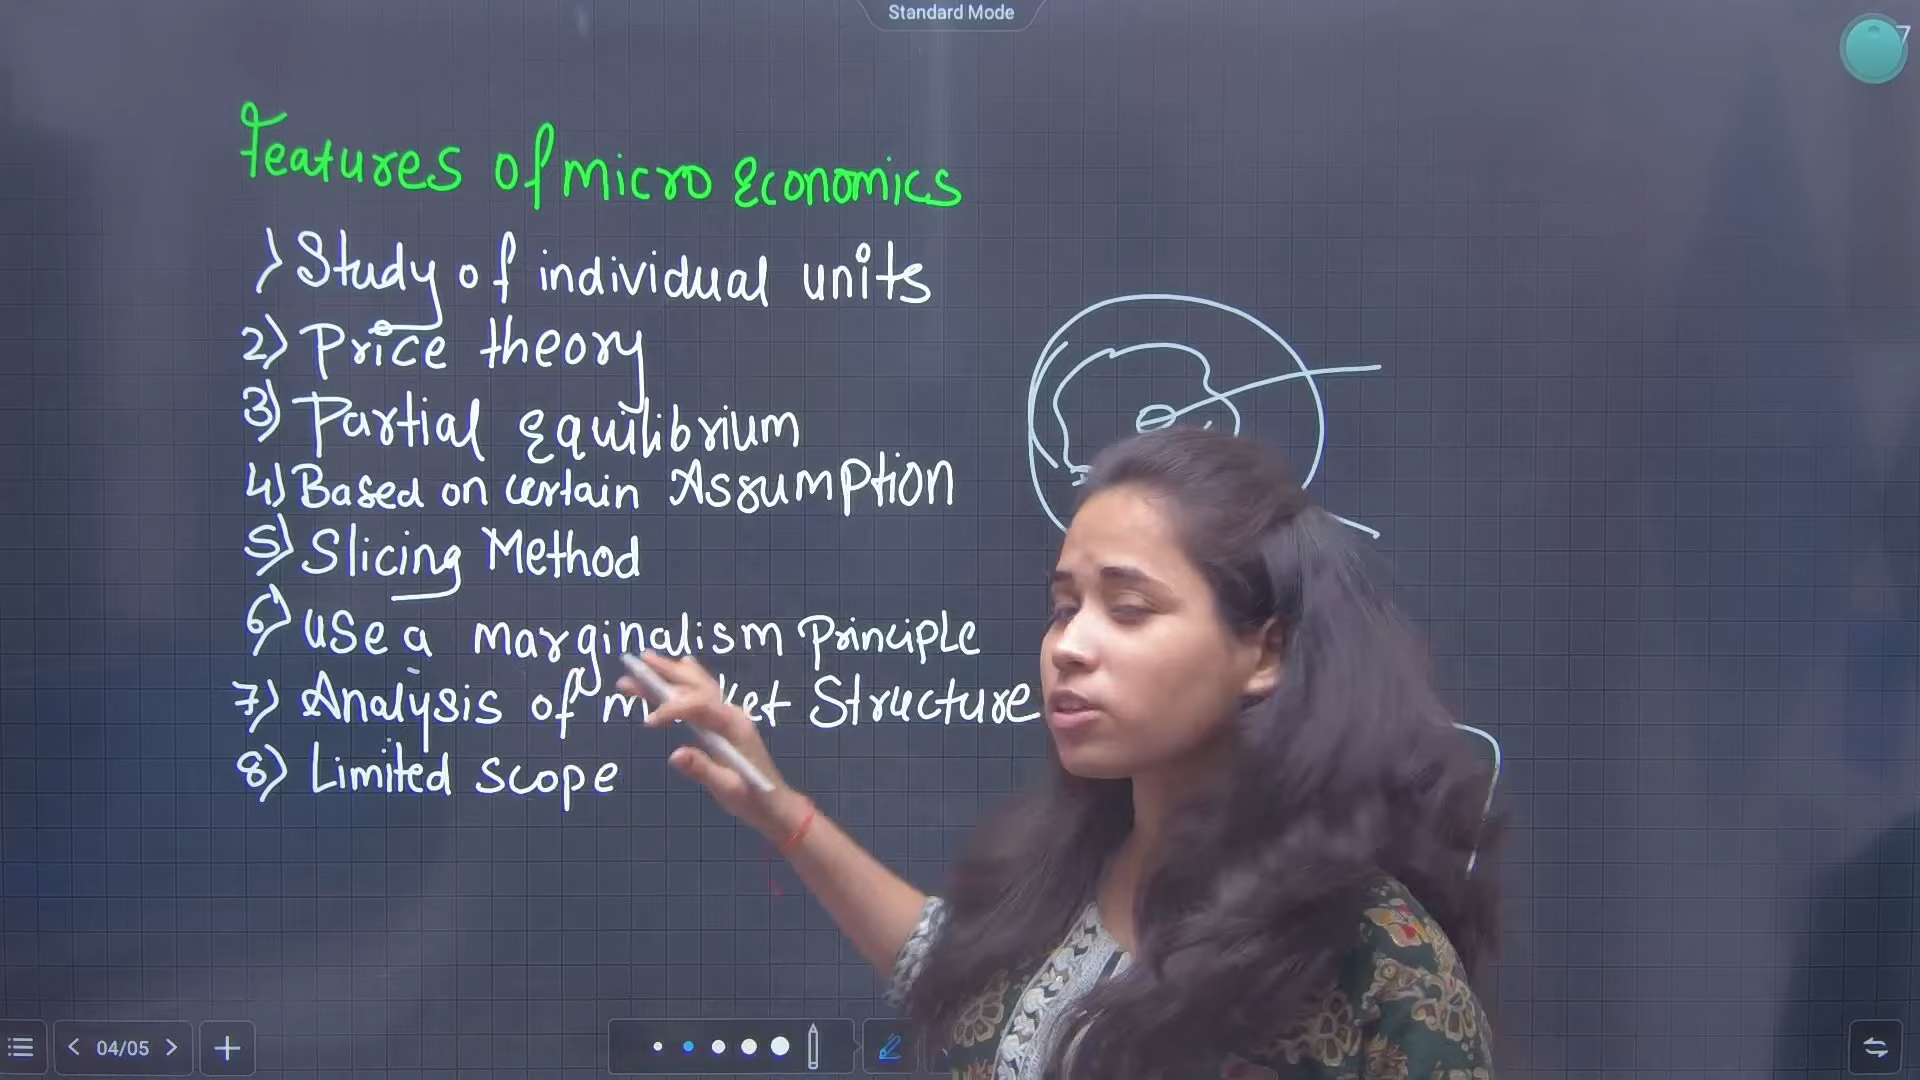 Standard Mode
7
Features of micro Economics
1) Study of individual units
2) Price theory
3) Partial Equilibrium
4) Based on certain Assumption
5) Slicing Method
6) Use a marginalism Principle
7) Analysis of market Structure
8) Limited Scope
04/05